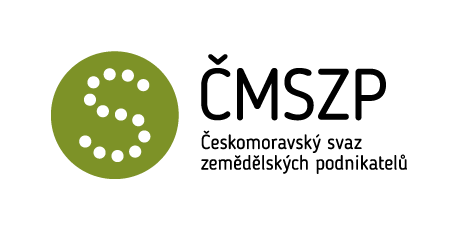 S
ČMSZP
Českomoravský svaz
zemědělských podnikatelů